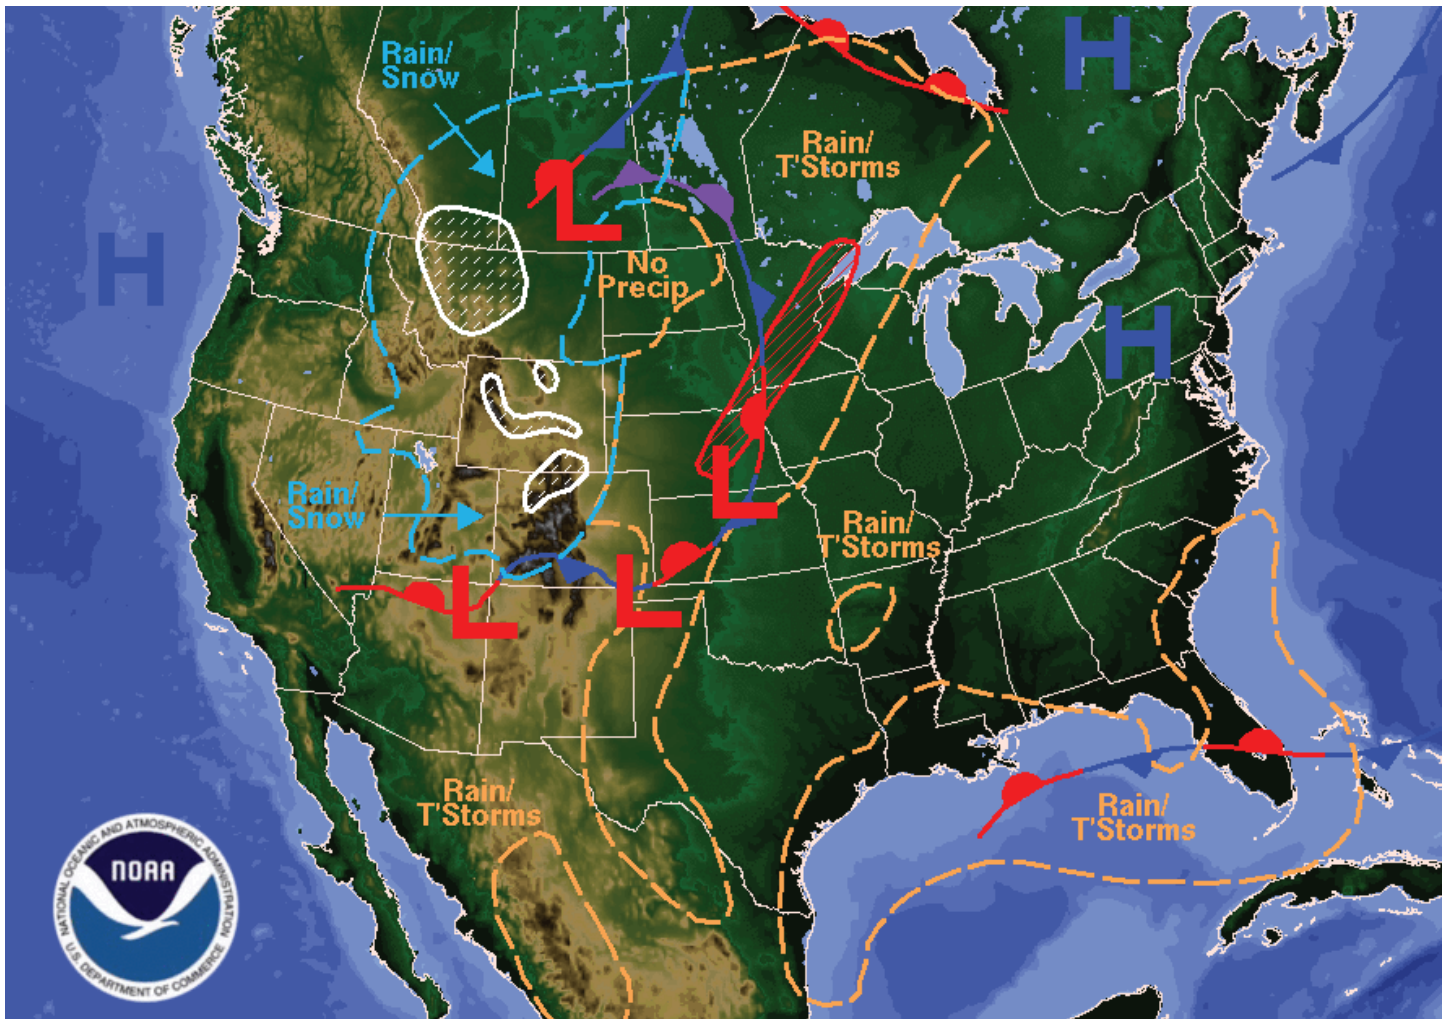 Rain/
Snow
H
Rain/
T'Storms
L
H
No
Precip
H
L
Rain/
Snow
Rain/
T'Storms
L
L
Rain/
T'Storms
Rain/
T'Storms
NOAA
NATIONAL OCEANIC AND ATMOSPHERIC ADMINISTRATION
U.S. DEPARTMENT OF COMMERCE